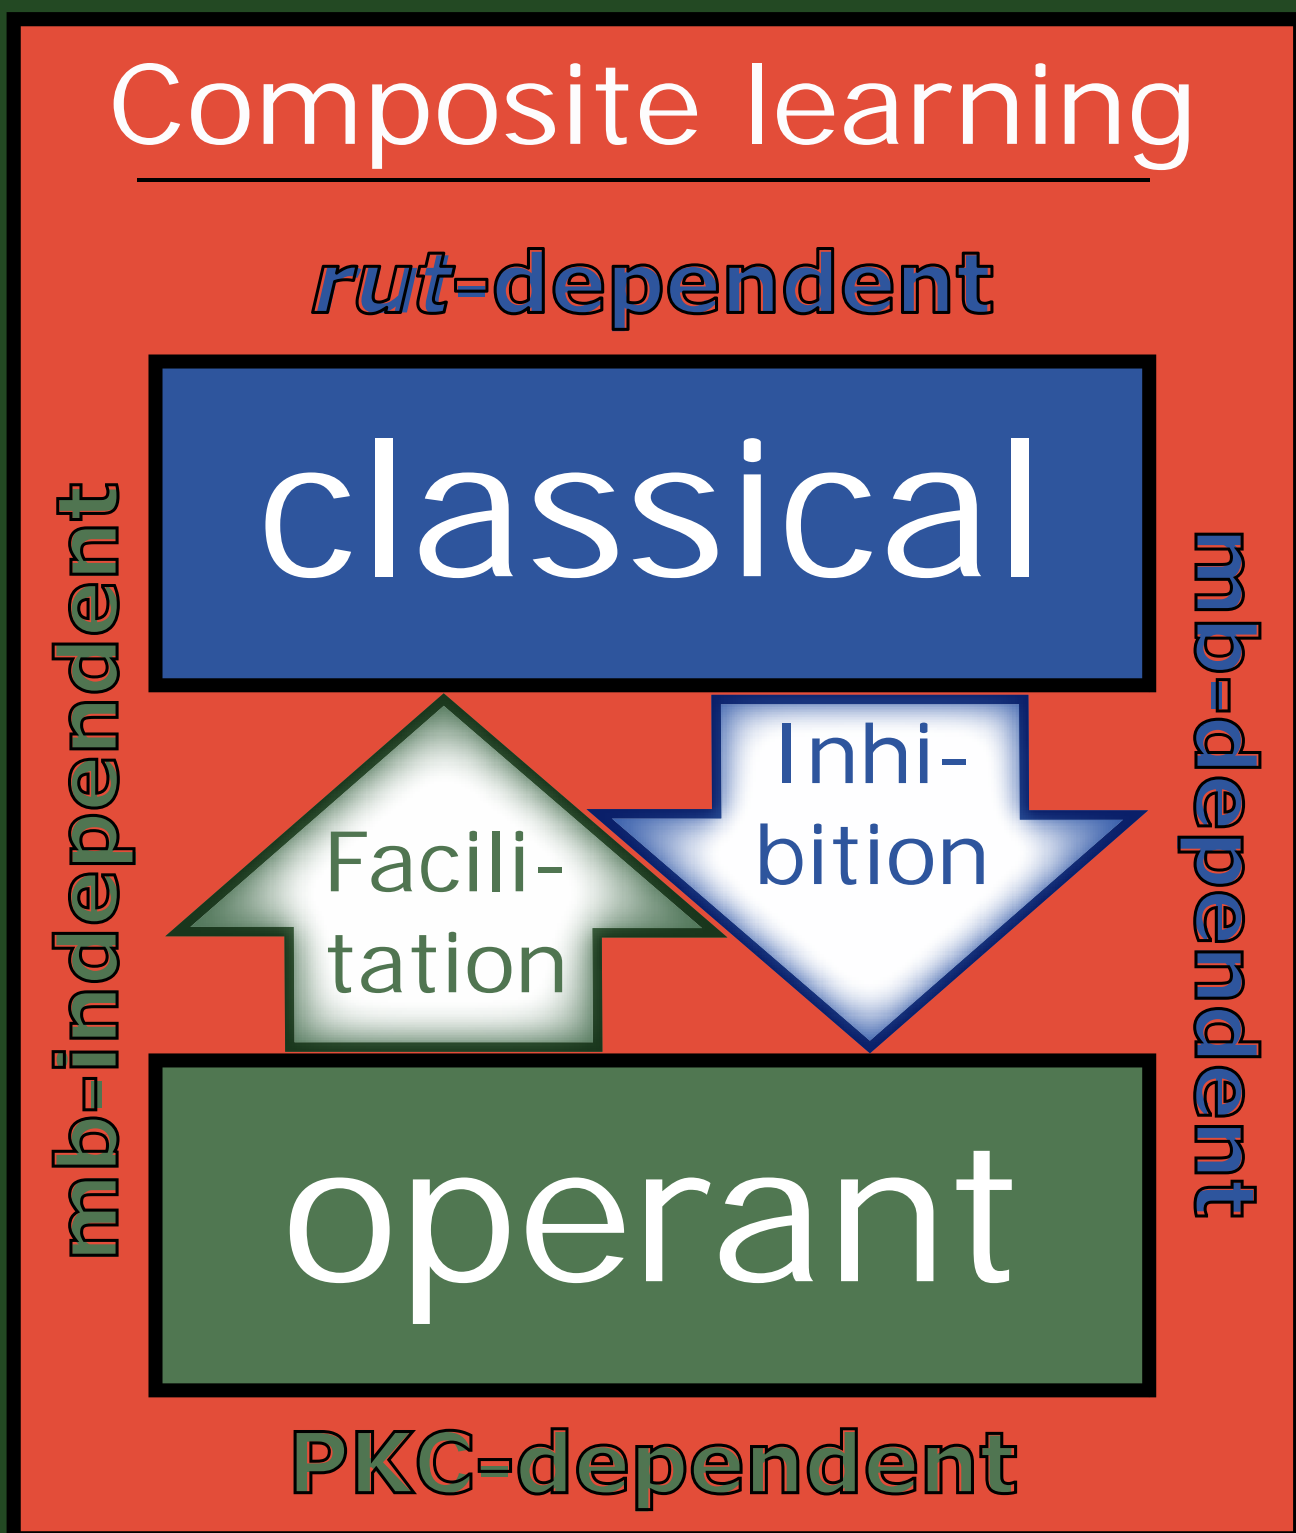 Composite learning
rut-dependent
classical
mb-independent
mb-dependent
Facili-
tation
Inhi-
bition
operant
PKC-dependent